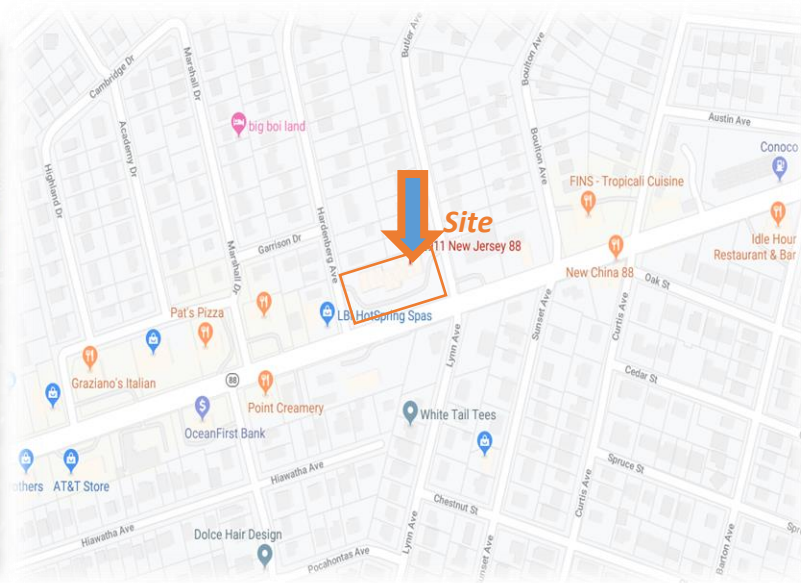 Butler Ave
Boulton Ave
Cambridge Dr
Marshall Dr
Austin Ave
big boi land
Academy Dr
Conoco
Boulton Ave
Highland Dr
FINS - Tropicali Cuisine
Site
Hardenberg Ave
Garrison Dr
11 New Jersey 88
Idle Hour
Restaurant & Bar
Marshall Dr
New China 88
Oak St
Pat's Pizza
LBI HotSpring Spas
Sunset Ave
Curtis Ave
Lynn Ave
Graziano's Italian
88
Cedar St
Point Creamery
White Tail Tees
OceanFirst Bank
Hiawatha Ave
Spruce St
thers
AT&T Store
Curtis Ave
Chestnut St
Hiawatha Ave
Dolce Hair Design
Lynn Ave
Spr
Pocahontas Ave
nset Ave
Barton Ave